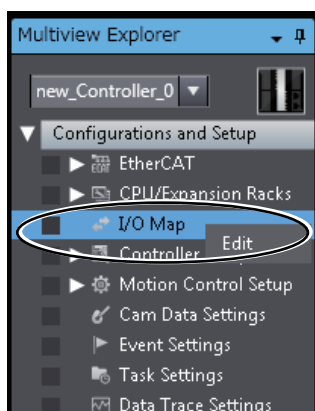 Multiview Explorer
new_Controller_0
Configurations and Setup
EtherCAT
CPU/Expansion Racks
I/O Map
Edit
Controller
Motion Control Setup
Cam Data Settings
Event Settings
Task Settings
Data Trace Settings